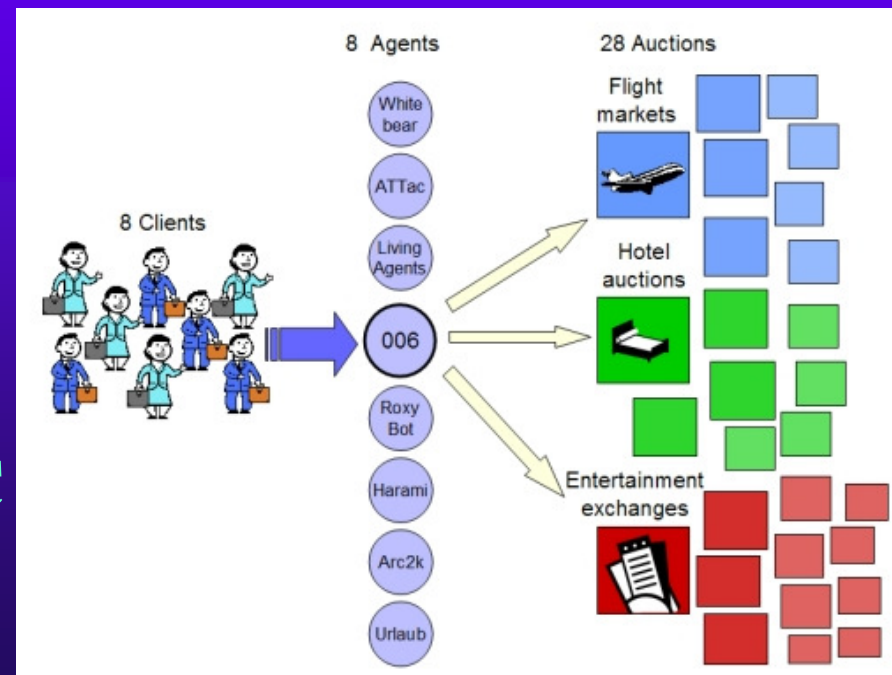 8 Agents
28 Auctions
8 Clients
White
bear
ATTac
Living
Agents
006
Roxy
Bot
Harami
Arc2k
Urlaub
Flight
markets
Hotel
auctions
Entertainment
exchanges